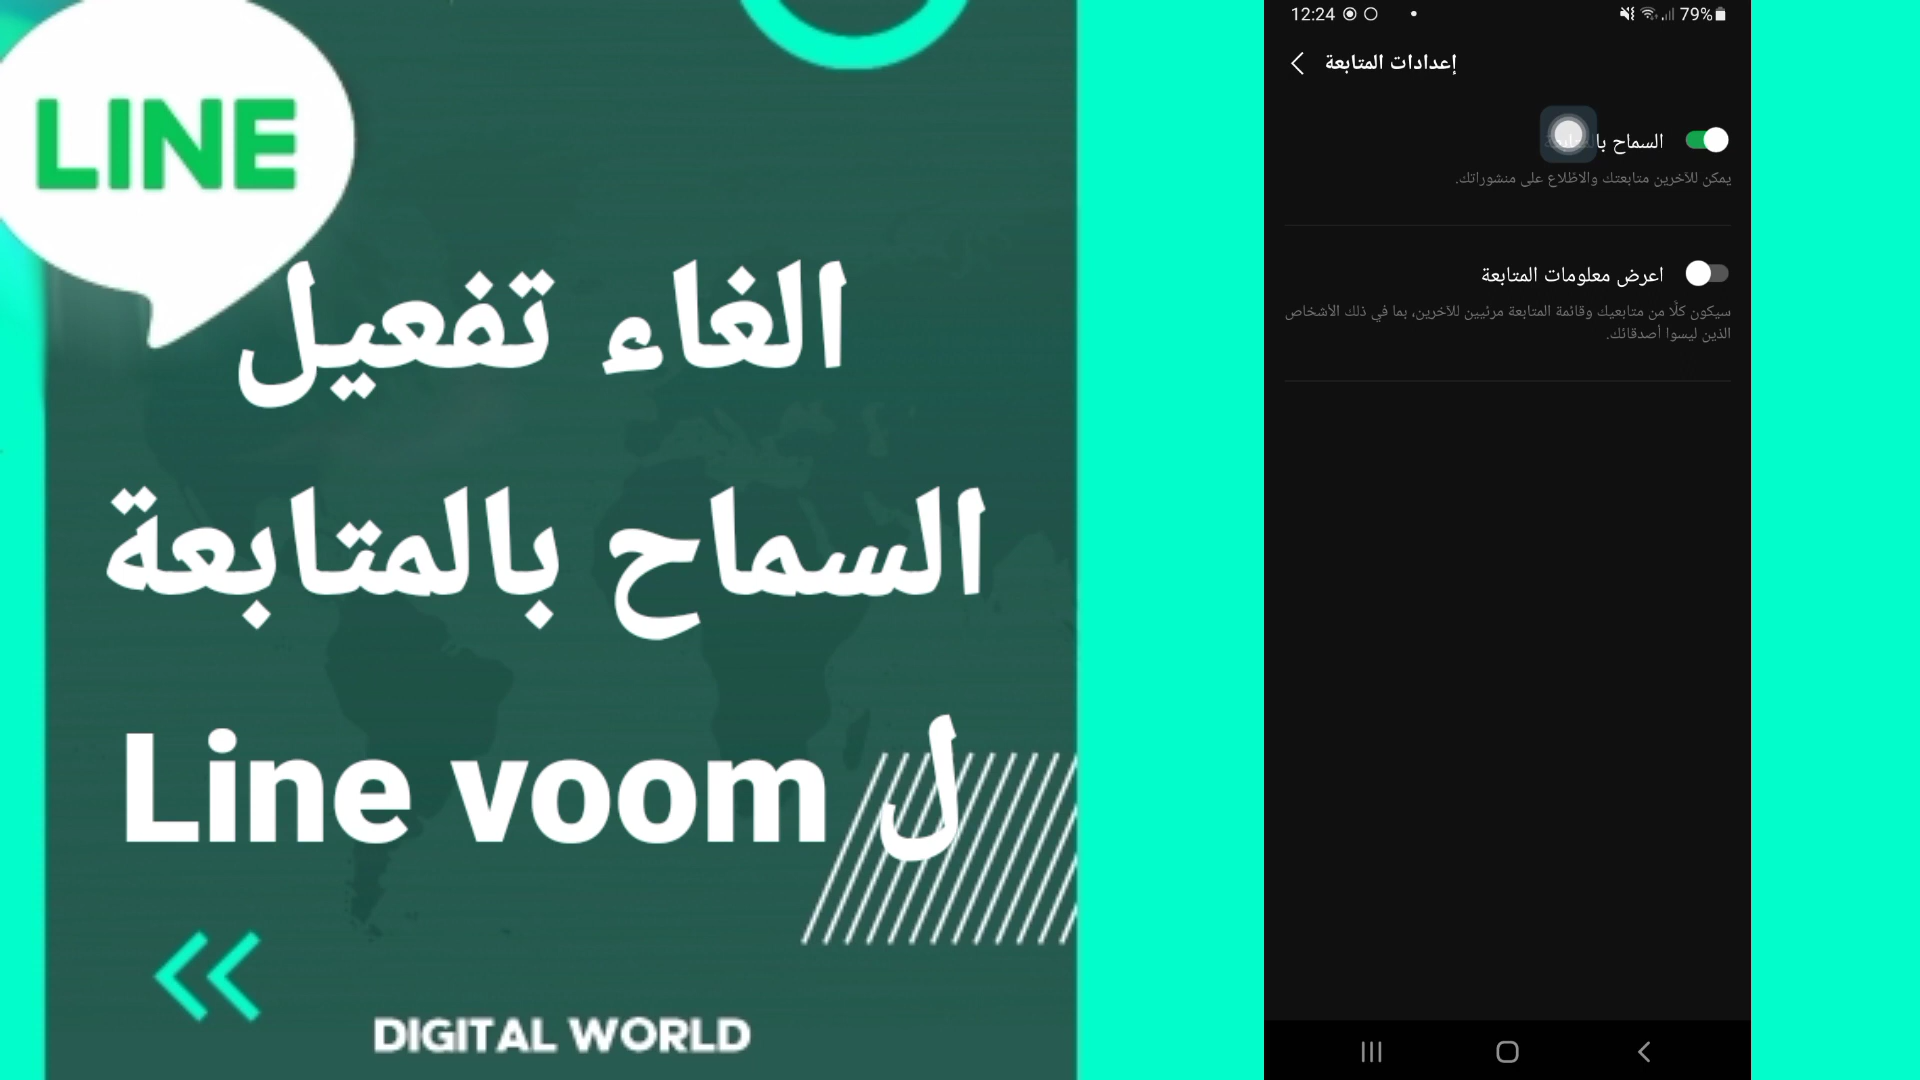 LINE
الغاء تفعيل
السماح بالمتابعة
ل Line voom
DIGITAL WORLD
12:24
79%
إعدادات المتابعة
السماح
يمكن للآخرين متابعتك والاطّلاع على منشوراتك.
اعرض معلومات المتابعة
سيكون كلًا من متابعيك وقائمة المتابعة مرئيين للآخرين، بما في ذلك الأشخاص
الذين ليسوا أصدقائك.